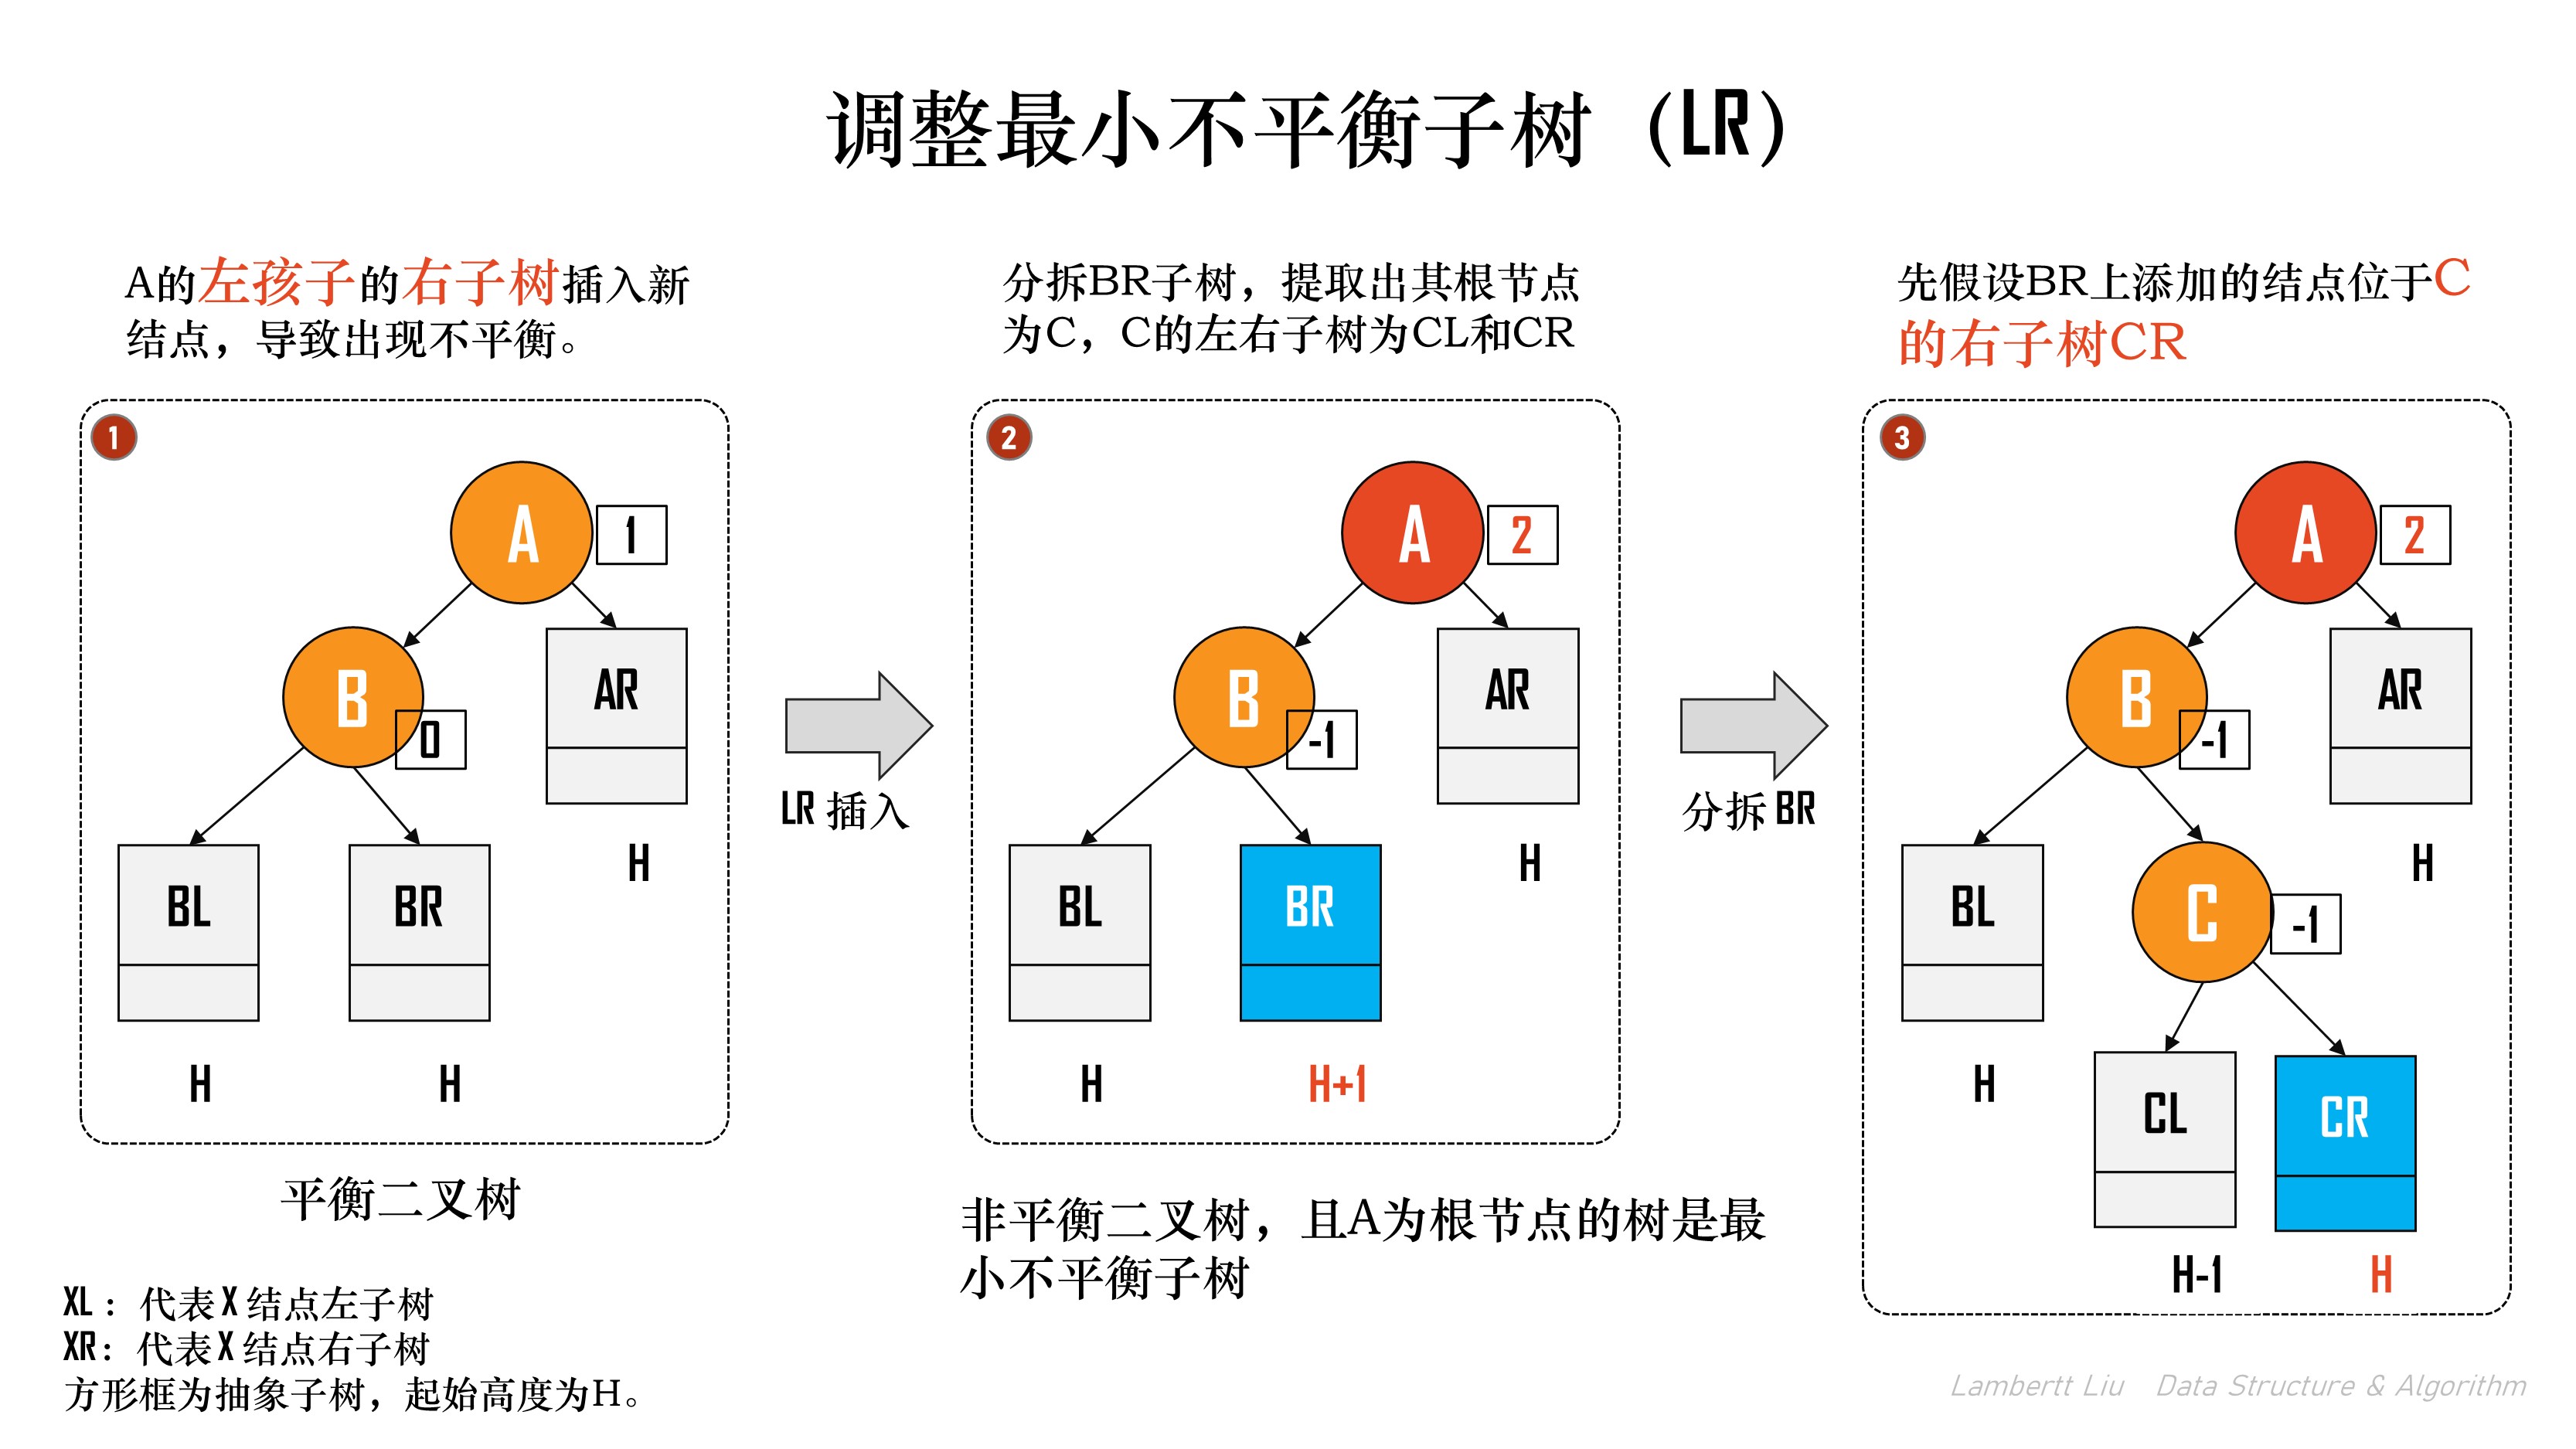 调整最小不平衡子树（LR）
A的左孩子的右子树插入新
结点，导致出现不平衡。
分拆BR子树，提取出其根节点
为C，C的左右子树为CL和CR
先假设BR上添加的结点位于C
的右子树CR
1
A
1
B
0
AR
BL
BR
H
H
H
平衡二叉树
LR 插入
2
A
2
B
-1
AR
BL
BR
H
H
H+1
非平衡二叉树，且A为根节点的树是最
小不平衡子树
分拆 BR
3
A
2
B
-1
AR
BL
C
-1
H
H
CL
CR
H-1
H
XL：代表 X 结点左子树
XR：代表 X 结点右子树
方形框为抽象子树，起始高度为H。
Lambertt Liu Data Structure & Algorithm